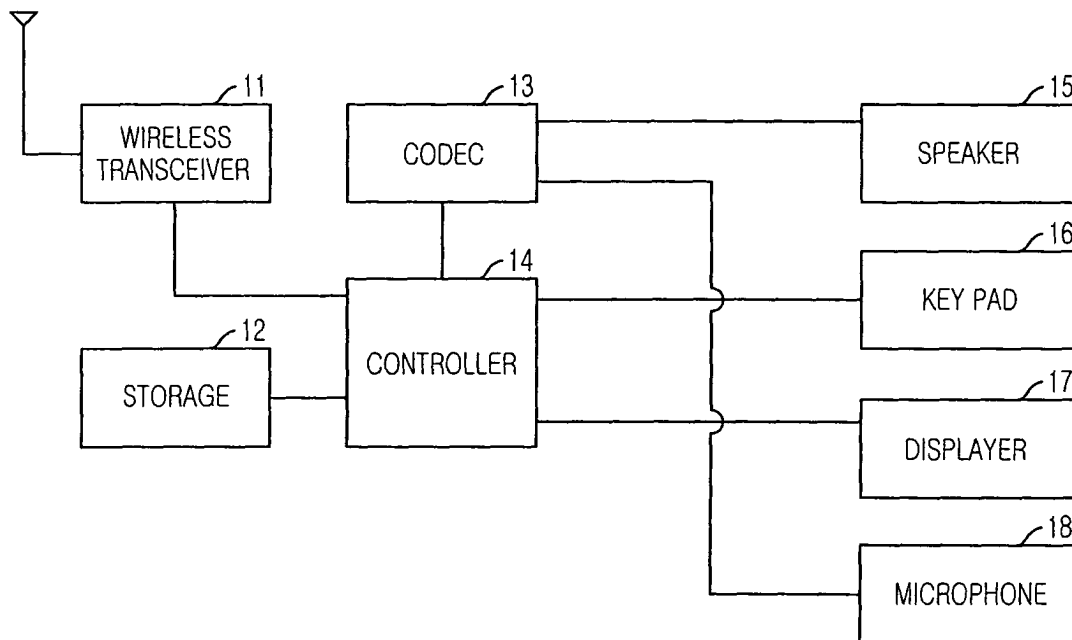 11
WIRELESS
TRANSCEIVER
13
CODEC
15
SPEAKER
14
CONTROLLER
16
KEY PAD
12
STORAGE
17
DISPLAYER
18
MICROPHONE